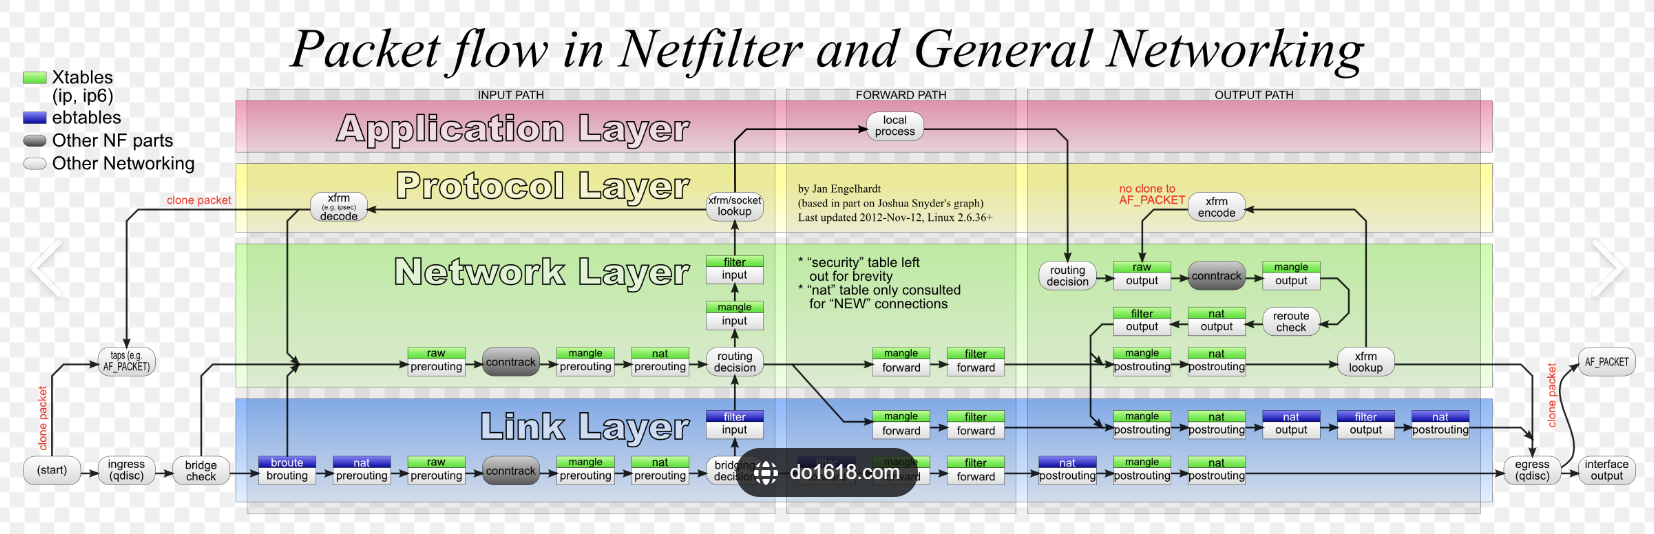 Packet flow in Netfilter and General Networking
Xtables
(ip, ip6)
ebtables
Other NF parts
Other Networking
INPUT PATH
FORWARD PATH
OUTPUT PATH
Application Layer
local
process
Protocol Layer
clone packet
xfrm
(e.g. ipsec)
decode
xfrm/socket
lookup
by Jan Engelhardt
(based in part on Joshua Snyder's graph)
Last updated 2012-Nov-12, Linux 2.6.36+
no clone to
AF_PACKET
xfrm
encode
Network Layer
filter
input
mangle
input
* “security” table left
out for brevity
* “nat” table only consulted
for “NEW” connections
routing
decision
raw
output
conntrack
mangle
output
filter
output
nat
output
reroute
check
taps (e.g.
AF_PACKET)
raw
prerouting
conntrack
mangle
prerouting
nat
prerouting
routing
decision
mangle
forward
filter
forward
mangle
postrouting
nat
postrouting
xfrm
lookup
AF_PACKET
clone packet
clone packet
Link Layer
filter
input
mangle
forward
filter
forward
mangle
postrouting
nat
postrouting
nat
output
filter
output
nat
postrouting
(start)
ingress
(qdisc)
bridge
check
broute
brouting
nat
prerouting
raw
prerouting
conntrack
mangle
prerouting
nat
prerouting
do1618.com
filter
forward
nat
postrouting
mangle
postrouting
nat
postrouting
egress
(qdisc)
interface
output